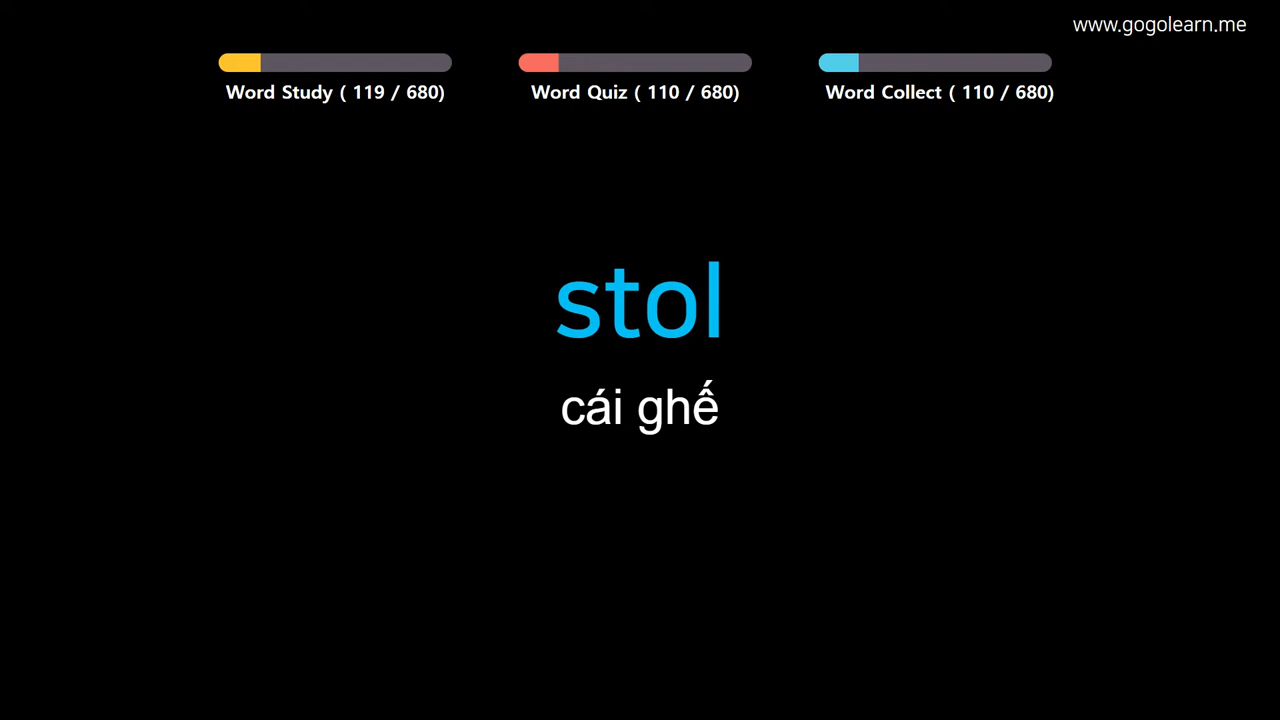 www.gogolearn.me
Word Study ( 119 / 680)
Word Quiz ( 110 / 680)
Word Collect ( 110 / 680)
stol
cái ghế